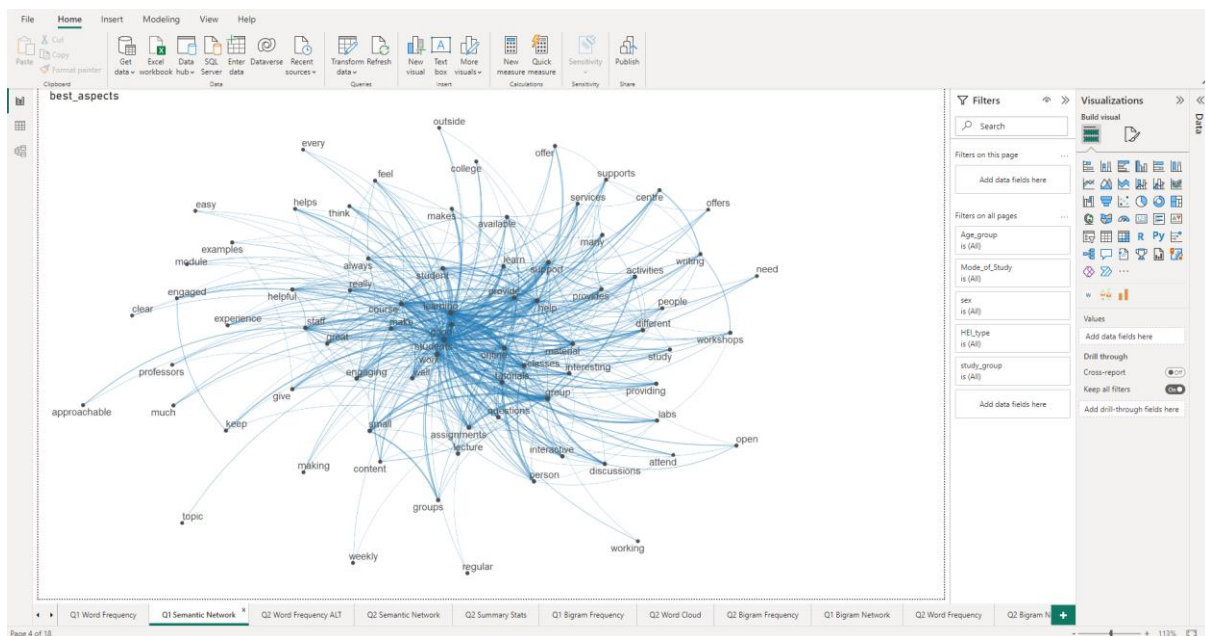 File Home Insert Modeling View Help
Paste
Cut
Copy
Format painter
Get data
Excel workbook
Data hub
SQL Server
Enter data
Dataverse
Recent sources
Transform data
Refresh
New visual
Text box
More visuals
New measure
Quick measure
Sensitivity
Publish
Clipboard
Data
Queries
Insert
Calculations
Sensitivity
Share
best_aspects
outside
every
offer
college
feel
supports
services
centre
easy
helps
think
makes
available
offers
many
examples
module
always
student
learn
support
writing
activities
need
engaged
helpful
really
provide
provides
people
clear
course
learning
help
experience
staff
make
different
workshops
great
students
online
material
work
classes
interesting
study
professors
engaging
well
tutorials
providing
approachable
much
give
group
questions
labs
keep
small
assignments
lecture
open
interactive
attend
making
content
person
discussions
groups
topic
working
weekly
regular
Filters
Search
Filters on this page
...
Add data fields here
Filters on all pages
...
Age_group
is (All)
Mode_of_Study
is (All)
sex
is (All)
HEI_type
is (All)
study_group
is (All)
Add data fields here
Visualizations
Build visual
R Py
...
Values
Add data fields here
Drill through
Cross-report
Off
Keep all filters
On
Add drill-through fields here
Data
Q1 Word Frequency
Q1 Semantic Network
Q2 Word Frequency ALT
Q2 Semantic Network
Q2 Summary Stats
Q1 Bigram Frequency
Q2 Word Cloud
Q2 Bigram Frequency
Q1 Bigram Network
Q2 Word Frequency
Q2 Bigram N
Page 4 of 18
113%